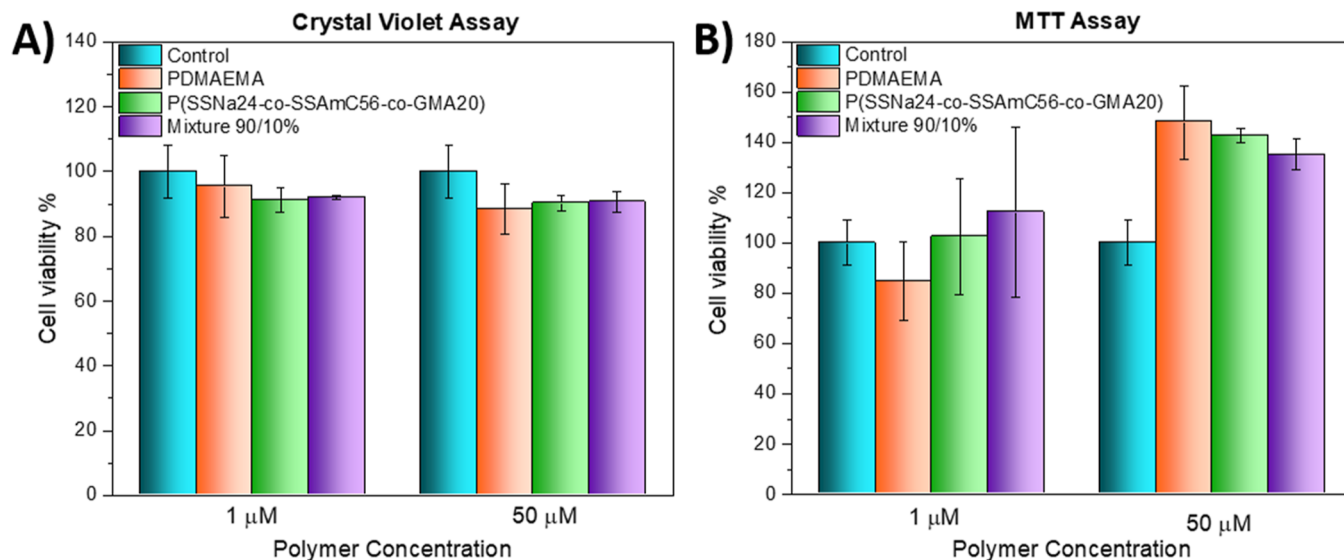 A)
Crystal Violet Assay
Control
PDMAEMA
P(SSNa24-co-SSAmC56-co-GMA20)
Mixture 90/10%
140
120
100
80
60
40
20
0
Cell viability %
1 μM
50 μM
Polymer Concentration
B)
MTT Assay
Control
PDMAEMA
P(SSNa24-co-SSAmC56-co-GMA20)
Mixture 90/10%
180
160
140
120
100
80
60
40
20
0
Cell viability %
1 μM
50 μM
Polymer Concentration